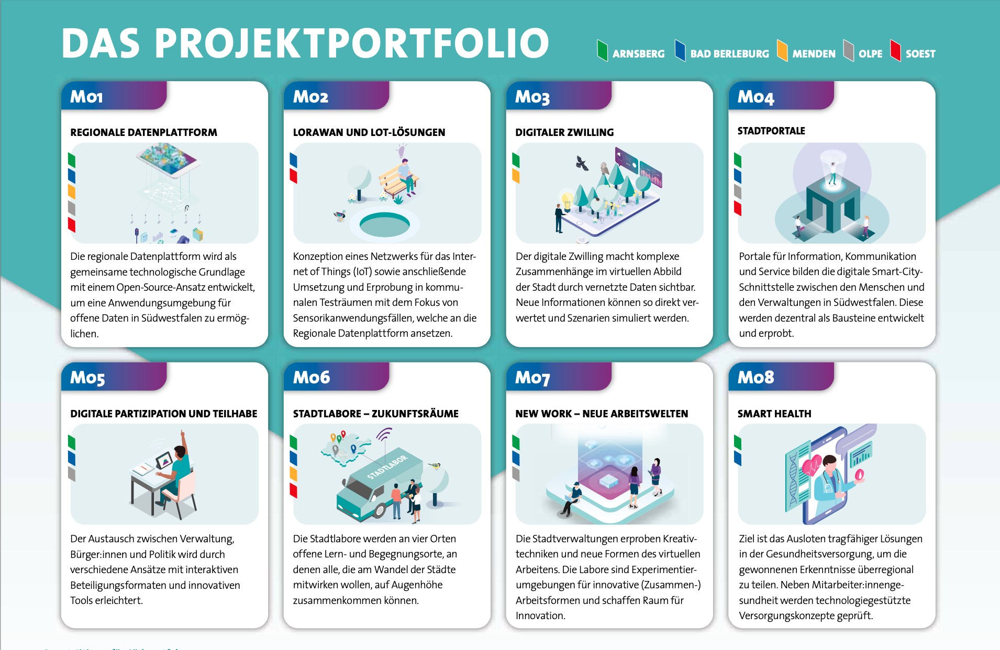 DAS PROJEKTPORTFOLIO
ARNSBERG
BAD BERLEBURG
MENDEN
OLPE
SOEST
M01
REGIONALE DATENPLATTFORM
Die regionale Datenplattform wird als
gemeinsame technologische Grundlage
mit einem Open-Source-Ansatz entwickelt,
um eine Anwendungsumgebung für
offene Daten in Südwestfalen zu ermög-
lichen.
M02
LORAWAN UND LOT-LÖSUNGEN
Konzeption eines Netzwerks für das Inter-
net of Things (IoT) sowie anschließende
Umsetzung und Erprobung in kommu-
nalen Testräumen mit dem Fokus von
Sensorikanwendungsfällen, welche an die
Regionale Datenplattform ansetzen.
M03
DIGITALER ZWILLING
Der digitale Zwilling macht komplexe
Zusammenhänge im virtuellen Abbild
der Stadt durch vernetzte Daten sichtbar.
Neue Informationen können so direkt ver-
wertet und Szenarien simuliert werden.
M04
STADTPORTALE
Portale für Information, Kommunikation
und Service bilden die digitale Smart-City-
Schnittstelle zwischen den Menschen und
den Verwaltungen in Südwestfalen. Diese
werden dezentral als Bausteine entwickelt
und erprobt.
M05
DIGITALE PARTIZIPATION UND TEILHABE
Der Austausch zwischen Verwaltung,
Bürger:innen und Politik wird durch
verschiedene Ansätze mit interaktiven
Beteiligungsformaten und innovativen
Tools erleichtert.
M06
STADTLABORE – ZUKUNFTSRÄUME
STADTLABOR
Die Stadtlabore werden an vier Orten
offene Lern- und Begegnungsorte, an
denen alle, die am Wandel der Städte
mitwirken wollen, auf Augenhöhe
zusammenkommen können.
M07
NEW WORK – NEUE ARBEITSWELTEN
Die Stadtverwaltungen erproben Kreativ-
techniken und neue Formen des virtuellen
Arbeitens. Die Labore sind Experimentier-
umgebungen für innovative (Zusammen-)
Arbeitsformen und schaffen Raum für
Innovation.
M08
SMART HEALTH
Ziel ist das Ausloten tragfähiger Lösungen
in der Gesundheitsversorgung, um die
gewonnenen Erkenntnisse überregional
zu teilen. Neben Mitarbeiter:innenge-
sundheit werden technologiegestützte
Versorgungskonzepte geprüft.